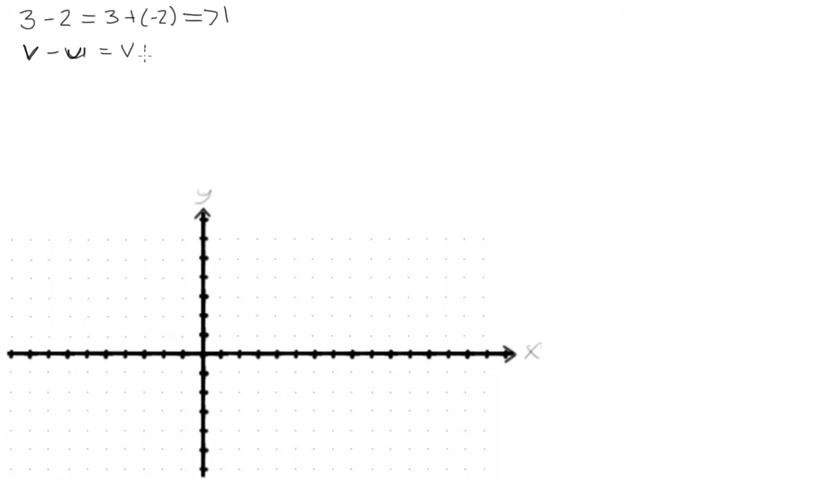 3 - 2 = 3 + (-2) => 1
v - w = v +
y
x